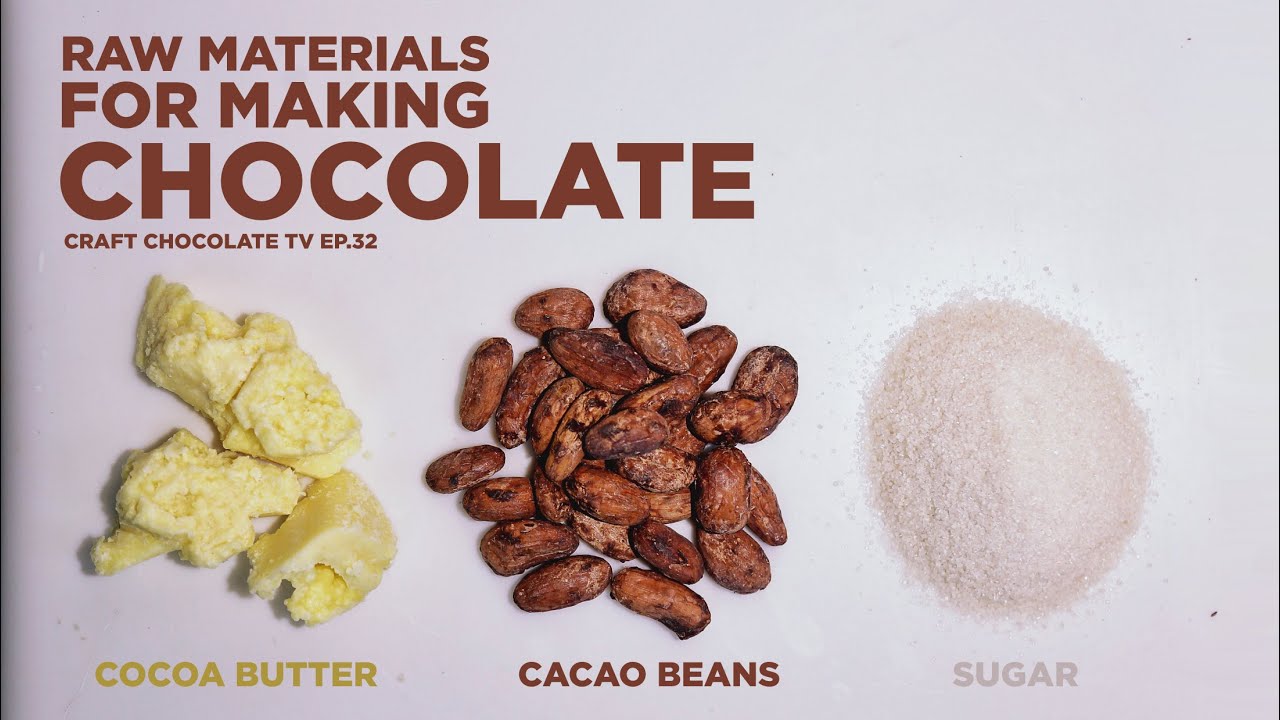 RAW MATERIALS
FOR MAKING
CHOCOLATE
CRAFT CHOCOLATE TV EP.32
COCOA BUTTER
CACAO BEANS
SUGAR